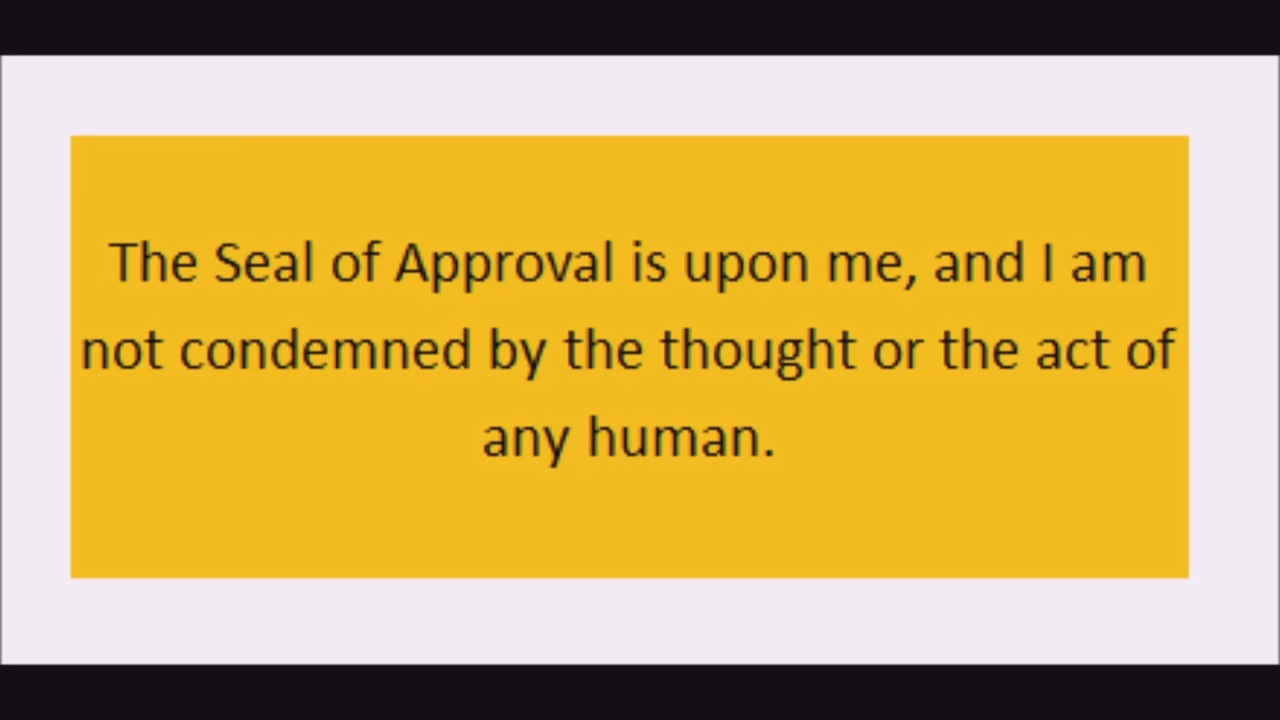 The Seal of Approval is upon me, and I am
not condemned by the thought or the act of
any human.